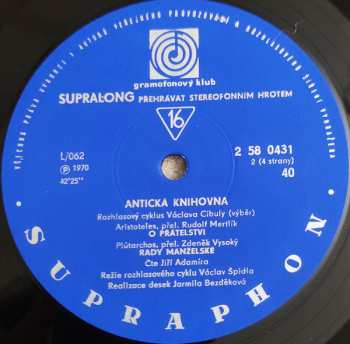 gramofonový klub
SUPRALONG PŘEHRÁVAT STEREOFONNÍM HROTEM
16
L/062
℗ 1970
42'25"
2 58 0431
2 (4 strany)
40
ANTICKÁ KNIHOVNA
Rozhlasový cyklus Václava Cibuly (výběr)
Aristoteles, přel. Rudolf Mertlík
O PŘÁTELSTVÍ
Plútarchos, přel. Zdeněk Vysoký
RADY MANŽELSKÉ
Čte Jiří Adamíra
Režie rozhlasového cyklu Václav Špidla
Realizace desek Jarmila Bezděková
SUPRAPHON